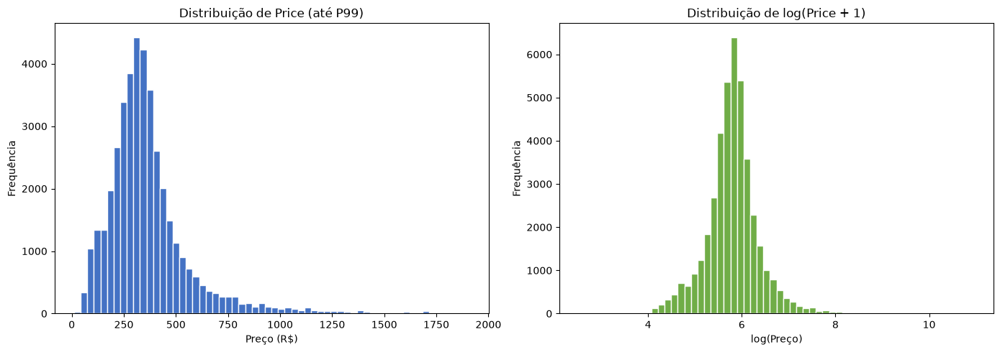 Distribuição de Price (até P99)
Frequência
4000
3000
2000
1000
0
0 250 500 750 1000 1250 1500 1750 2000
Preço (R$)
Distribuição de log(Price + 1)
Frequência
6000
5000
4000
3000
2000
1000
0
4 6 8 10
log(Preço)